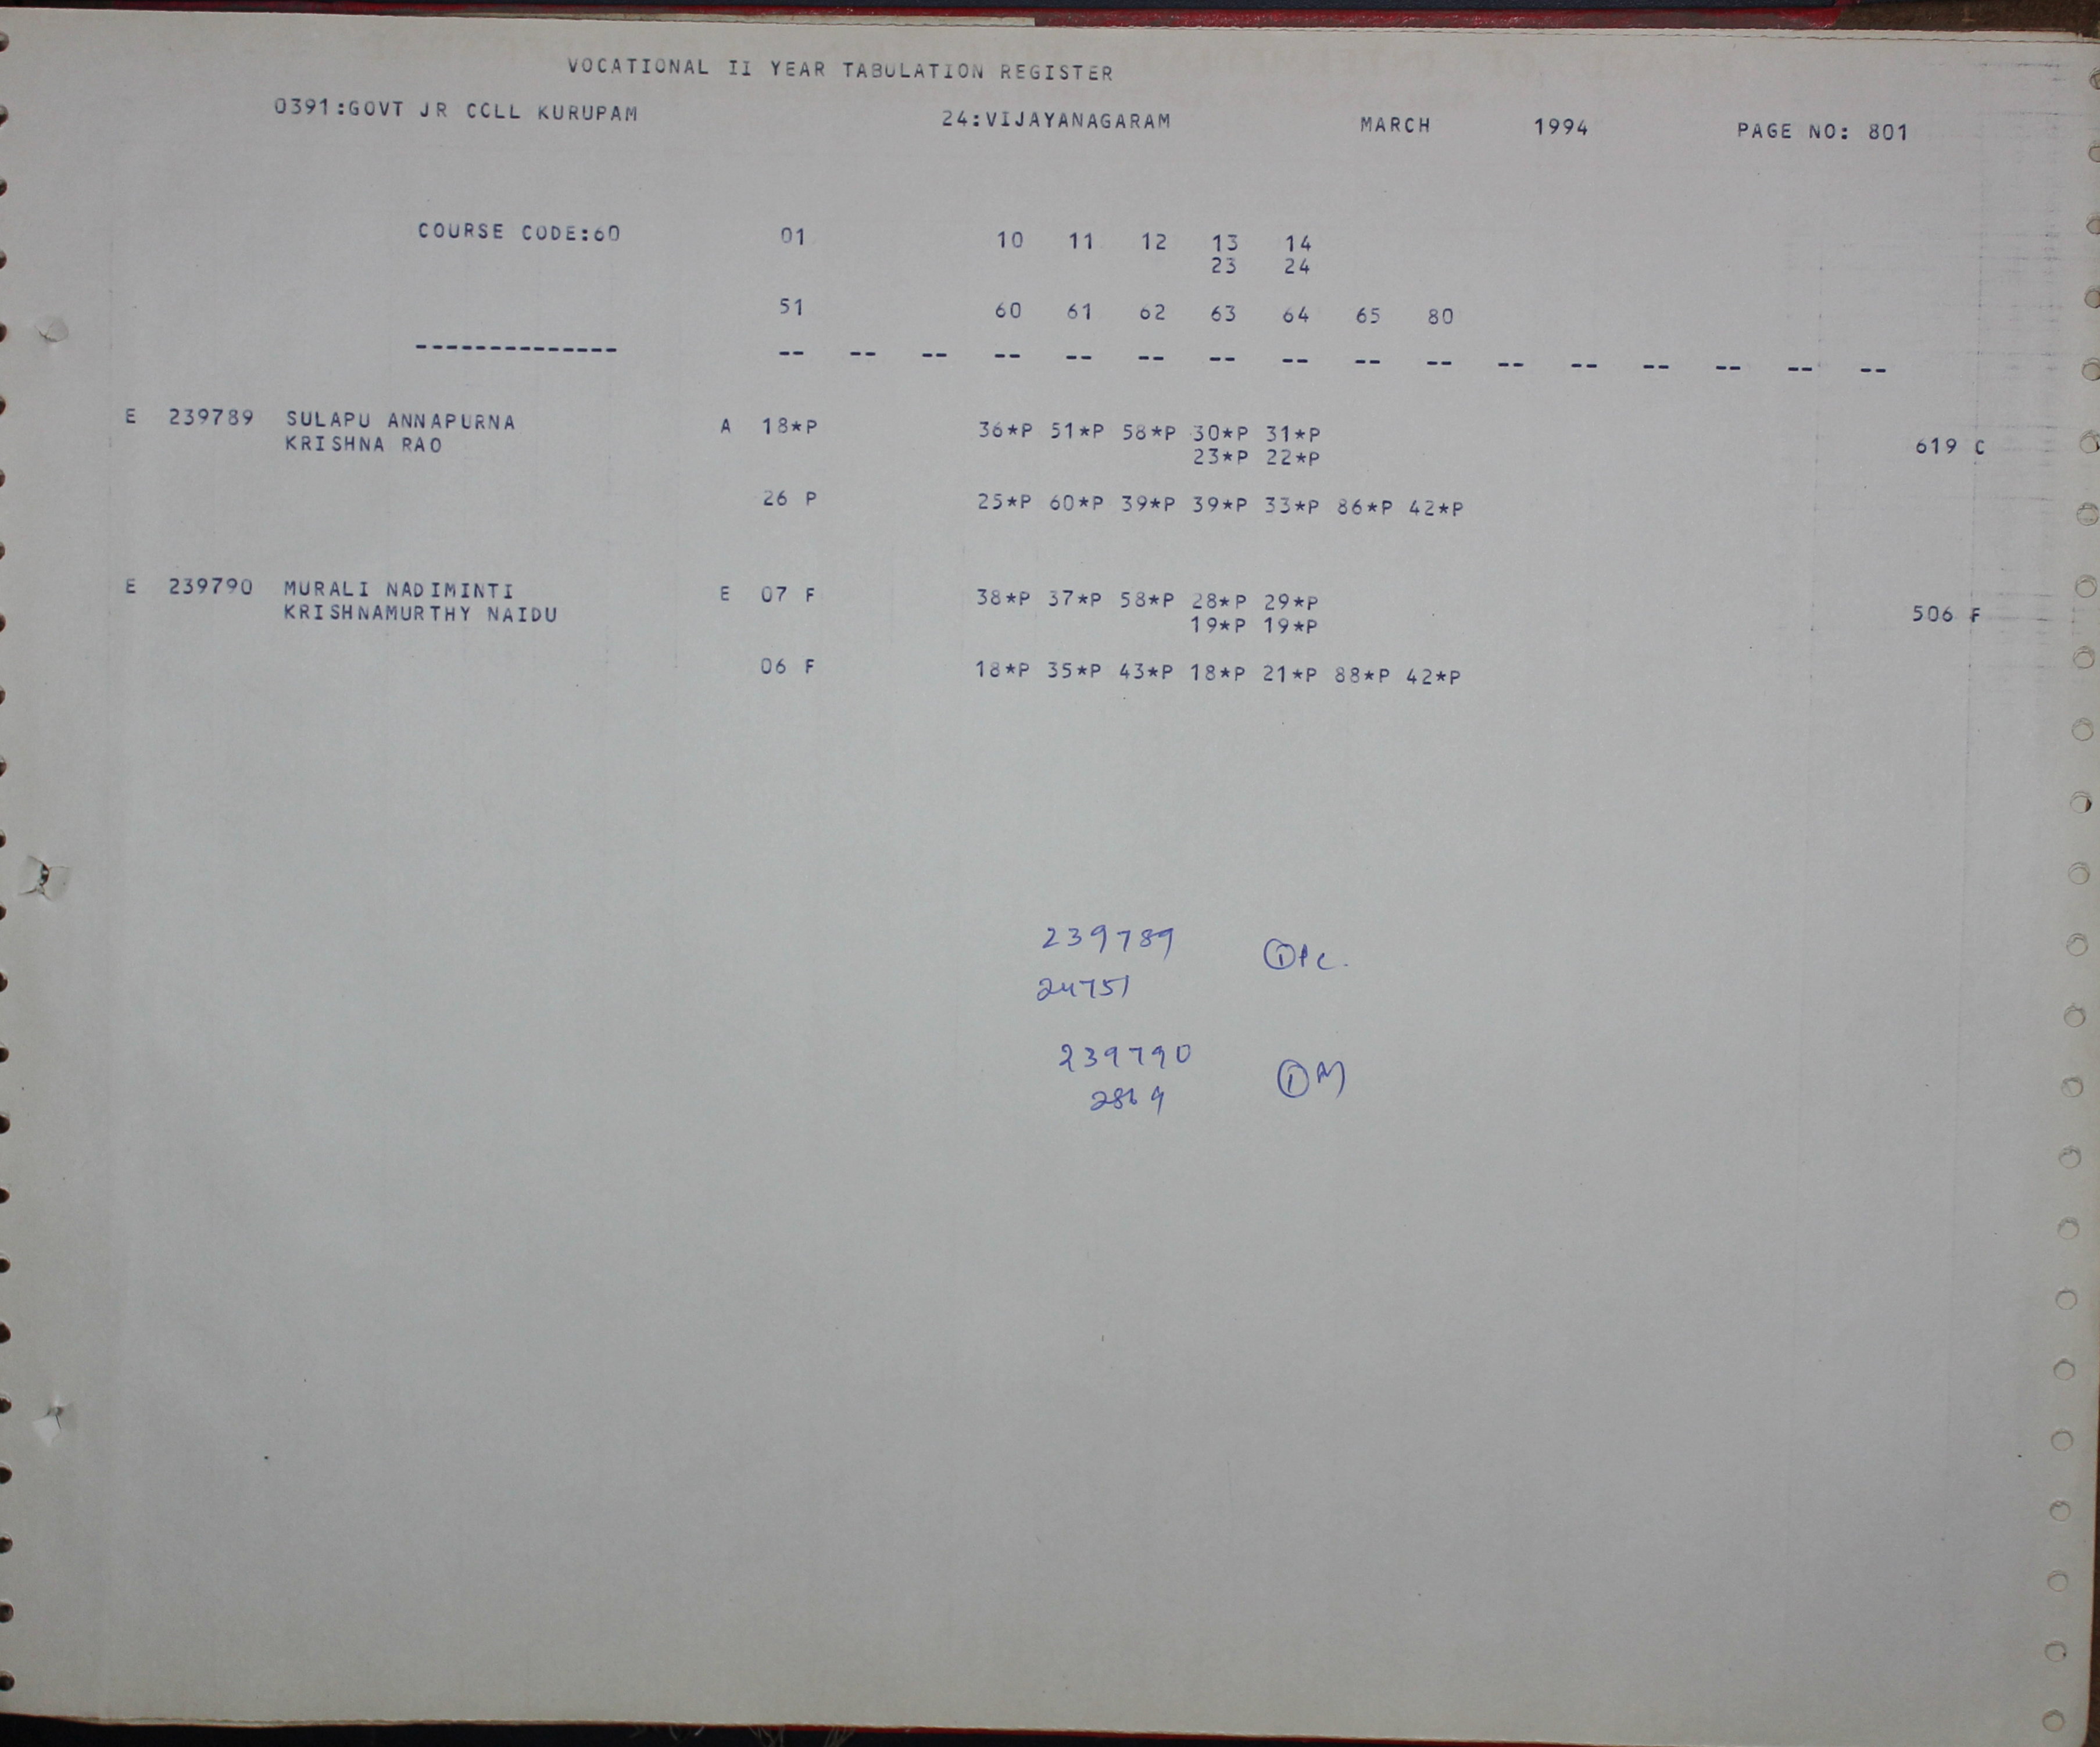 VOCATIONAL II YEAR TABULATION REGISTER
0391:GOVT JR CCLL KURUPAM 24:VIJAYANAGARAM MARCH 1994 PAGE NO: 801
COURSE CODE:60 01 10 11 12 13 14
23 24
51 60 61 62 63 64 65 80
-------------- -- -- -- -- -- -- -- -- -- -- -- -- -- -- -- --
E 239789 SULAPU ANNAPURNA A 18*P 36*P 51*P 58*P 30*P 31*P
KRISHNA RAO 23*P 22*P 619 C
26 P 25*P 60*P 39*P 39*P 33*P 86*P 42*P
E 239790 MURALI NADIMINTI E 07 F 38*P 37*P 58*P 28*P 29*P
KRISHNAMURTHY NAIDU 19*P 19*P 506 F
06 F 18*P 35*P 43*P 18*P 21*P 88*P 42*P
239789
24751
239790